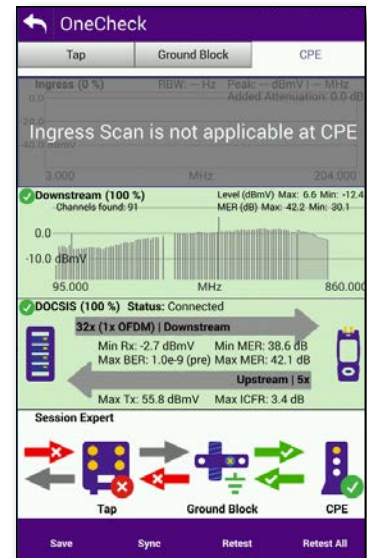 OneCheck
Tap Ground Block CPE
Ingress (0 %) RBW: -- Hz Peak: -- dBmV | -- MHz
Added Attenuation: 0.0 dB
0.0
Ingress Scan is not applicable at CPE
40.0 dBmV
3.000 MHz 204.000
Downstream (100 %) Level (dBmV) Max: 6.6 Min: -12.4
Channels found: 91 MER (dB) Max: 42.2 Min: 30.1
0.0
-10.0 dBmV
95.000 MHz 860.000
DOCSIS (100 %) Status: Connected
32x (1x OFDM) | Downstream
Min Rx: -2.7 dBmV Min MER: 38.6 dB
Max BER: 1.0e-9 (pre) Max MER: 42.1 dB
Upstream | 5x
Max Tx: 55.8 dBmV Max ICFR: 3.4 dB
Session Expert
Tap Ground Block CPE
Save Sync Retest Retest All